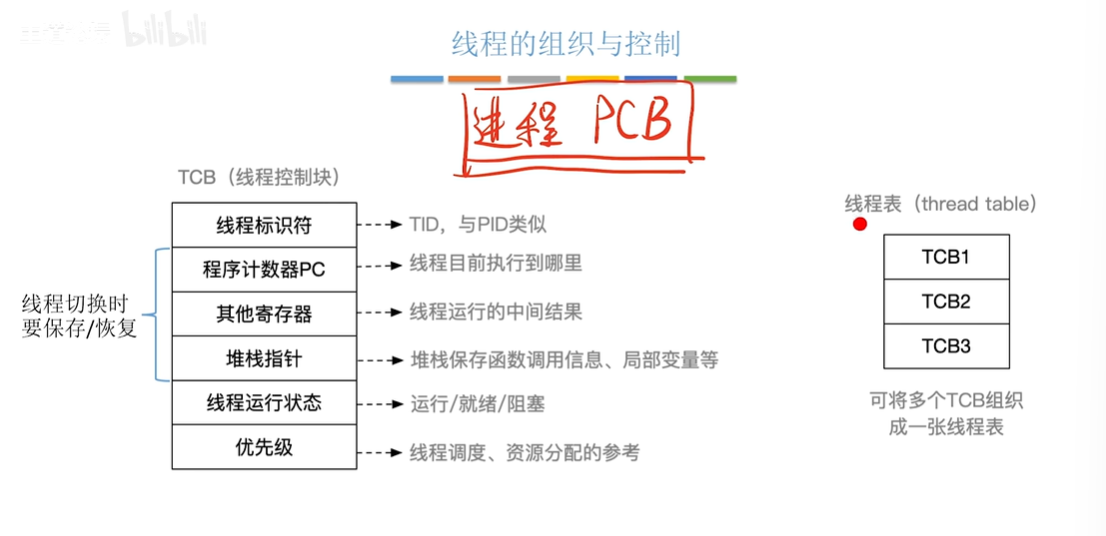 bilibili
线程的组织与控制
进程 PCB
TCB（线程控制块）
线程标识符
TID，与PID类似
程序计数器PC
线程目前执行到哪里
其他寄存器
线程运行的中间结果
堆栈指针
堆栈保存函数调用信息、局部变量等
线程运行状态
运行/就绪/阻塞
优先级
线程调度、资源分配的参考
线程切换时
要保存/恢复
线程表（thread table）
TCB1
TCB2
TCB3
可将多个TCB组织
成一张线程表